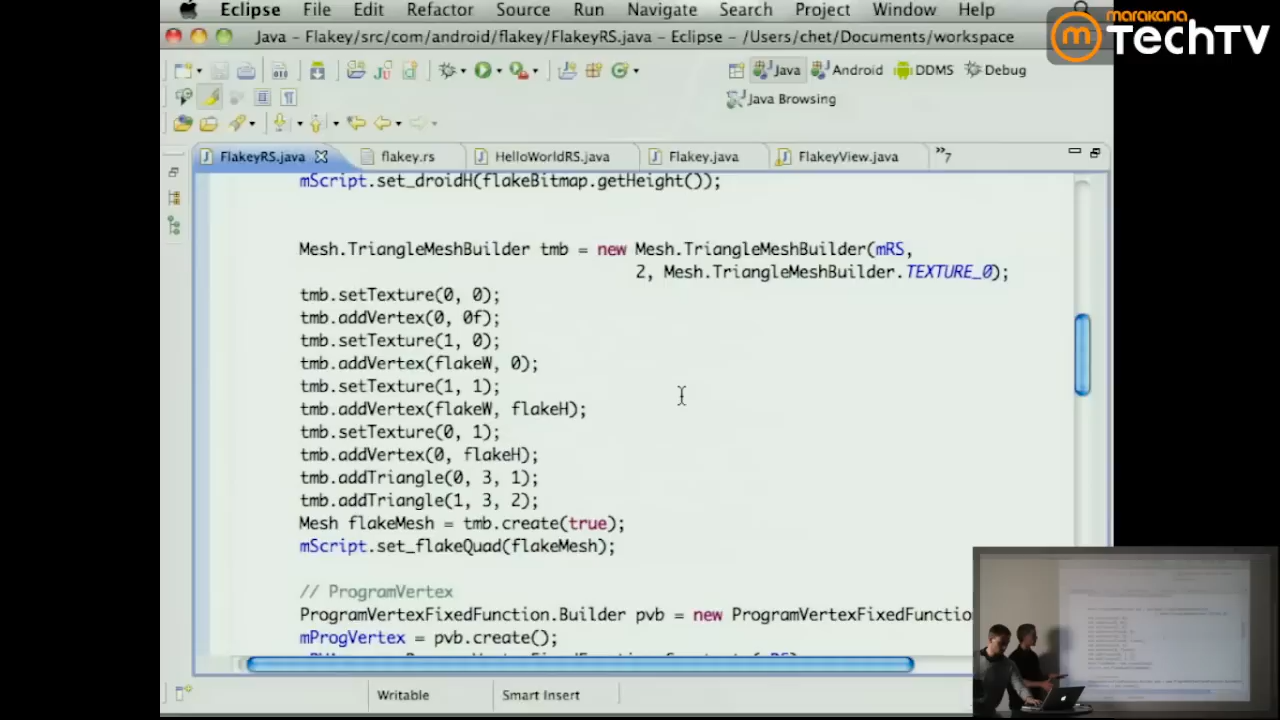 Eclipse File Edit Refactor Source Run Navigate Search Project Window Help
marakana
TechTV
Java - Flakey/src/com/android/flakey/FlakeyRS.java - Eclipse - /Users/chet/Documents/workspace
Java Android DDMS Debug
Java Browsing
FlakeyRS.java flakey.rs HelloWorldRS.java Flakey.java FlakeyView.java »7
mScript.set_droidH(flakeBitmap.getHeight());
Mesh.TriangleMeshBuilder tmb = new Mesh.TriangleMeshBuilder(mRS,
2, Mesh.TriangleMeshBuilder.TEXTURE_0);
tmb.setTexture(0, 0);
tmb.addVertex(0, 0f);
tmb.setTexture(1, 0);
tmb.addVertex(flakeW, 0);
tmb.setTexture(1, 1);
tmb.addVertex(flakeW, flakeH);
tmb.setTexture(0, 1);
tmb.addVertex(0, flakeH);
tmb.addTriangle(0, 3, 1);
tmb.addTriangle(1, 3, 2);
Mesh flakeMesh = tmb.create(true);
mScript.set_flakeQuad(flakeMesh);
// ProgramVertex
ProgramVertexFixedFunction.Builder pvb = new ProgramVertexFixedFunction
mProgVertex = pvb.create();
Writable Smart Insert